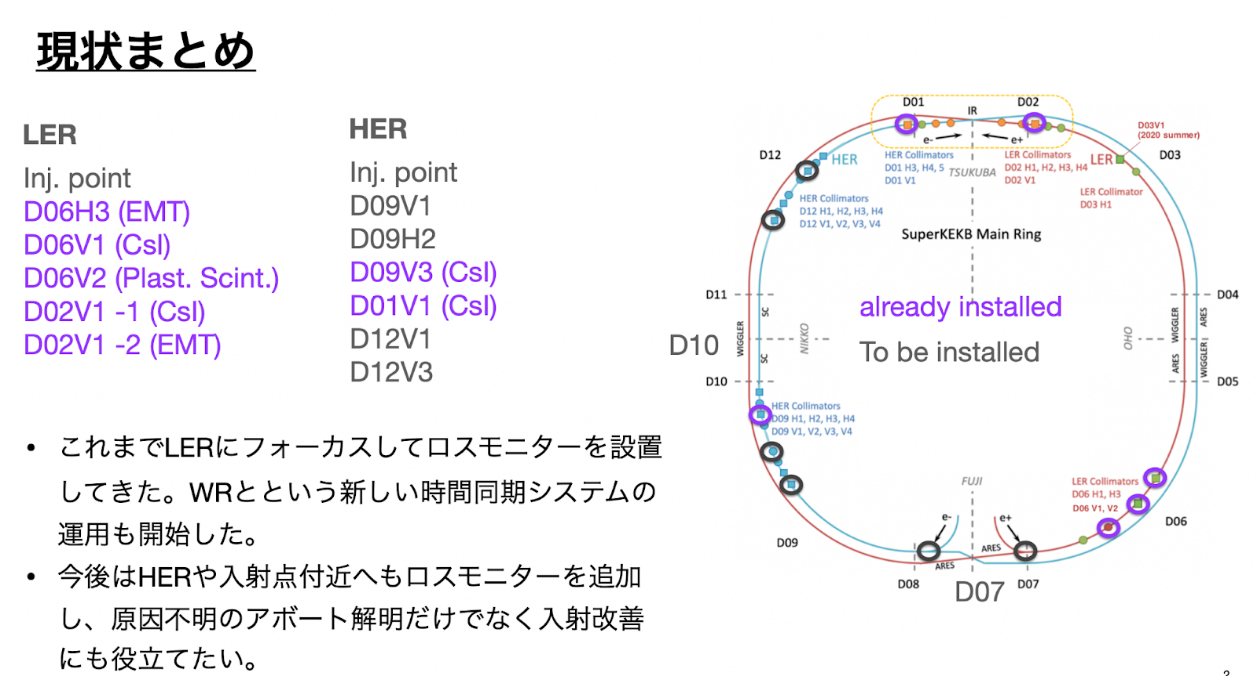 現状まとめ
LER
Inj. point
D06H3 (EMT)
D06V1 (CsI)
D06V2 (Plast. Scint.)
D02V1 -1 (CsI)
D02V1 -2 (EMT)
HER
Inj. point
D09V1
D09H2
D09V3 (CsI)
D01V1 (CsI)
D12V1
D12V3
• これまでLERにフォーカスしてロスモニターを設置
してきた。WRとという新しい時間同期システムの
運用も開始した。
• 今後はHERや入射点付近へもロスモニターを追加
し、原因不明のアボート解明だけでなく入射改善
にも役立てたい。
D01
IR
D02
D03V1
(2020 summer)
e-
e+
D12
HER
HER Collimators
D01 H3, H4, 5
D01 V1
TSUKUBA
LER Collimators
D02 H1, H2, H3, H4
D02 V1
LER
D03
LER Collimator
D03 H1
HER Collimators
D12 H1, H2, H3, H4
D12 V1, V2, V3, V4
SuperKEKB Main Ring
D11
D04
already installed
SC
WIGGLER
ARES
D10
WIGGLER
NIKKO
To be installed
OHO
SC
ARES
WIGGLER
D10
D05
HER Collimators
D09 H1, H2, H3, H4
D09 V1, V2, V3, V4
FUJI
LER Collimators
D06 H1, H3
D06 V1, V2
D06
e-
e+
D09
ARES
ARES
D08
D07
D07
2